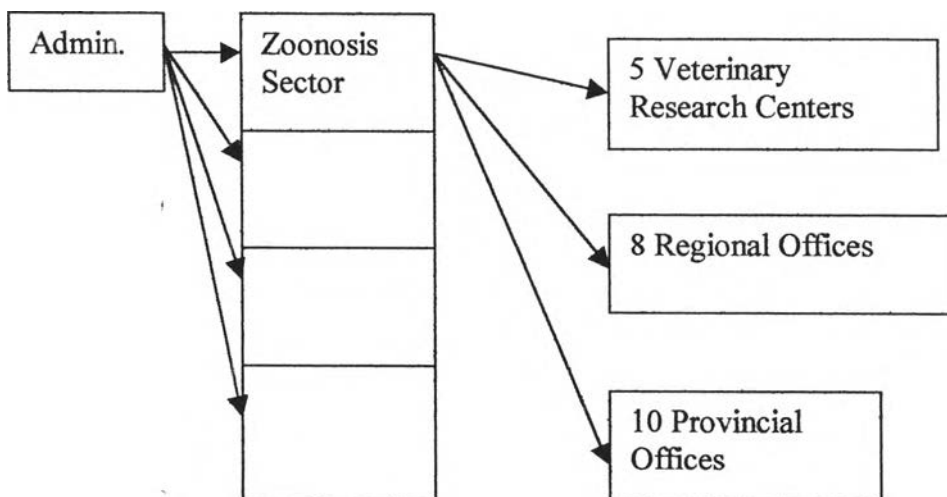 Admin.
Zoonosis
Sector
5 Veterinary
Research Centers
8 Regional Offices
10 Provincial
Offices